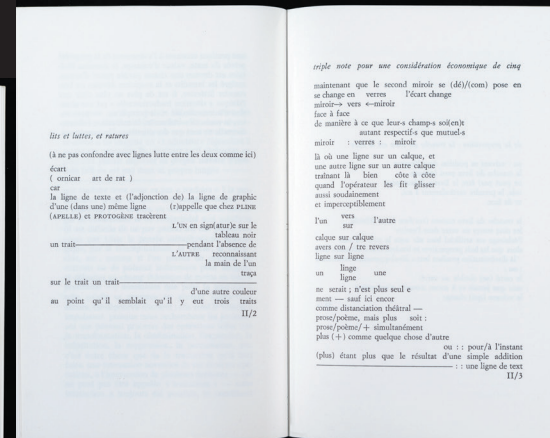 lits et luttes, et ratures
(à ne pas confondre avec lignes lutte entre les deux comme ici)
écart
( ornicar art de rat )
car
la ligne de texte et (l'adjonction de) la ligne de graphie
d'une (dans une) même ligne (r)appelle que chez PLINE
(APELLE) et PROTOGÈNE tracèrent
L'UN en sign(atur)e sur le
tableau noir
un trait————————pendant l'absence de
L'AUTRE reconnaissant
la main de l'un
traça
sur le trait un trait————————
d'une autre couleur
au point qu'il semblait qu'il y eut trois traits
II/2
triple note pour une considération économique de cinq
maintenant que le second miroir se (dé)/(com) pose en
se change en verres l'écart change
miroir→ vers ←miroir
face à face
de manière à ce que leur-s champ-s soi(en)t
autant respectif-s que mutuel-s
miroir : verres : miroir
là où une ligne sur un calque, et
une autre ligne sur un autre calque
traînant là bien côte à côte
quand l'opérateur les fit glisser
aussi soudainement
et imperceptiblement
l'un vers l'autre
sur
calque sur calque
avers con / tre revers
ligne sur ligne
un linge une
ligne
ne serait ; n'est plus seul e
ment — sauf ici encor
comme distanciation théâtral —
prose/poème, mais plus soit :
prose/poème/+ simultanément
plus (+) comme quelque chose d'autre
ou : : pour/à l'instant
(plus) étant plus que le résultat d'une simple addition
———————————— : : une ligne de text
II/3